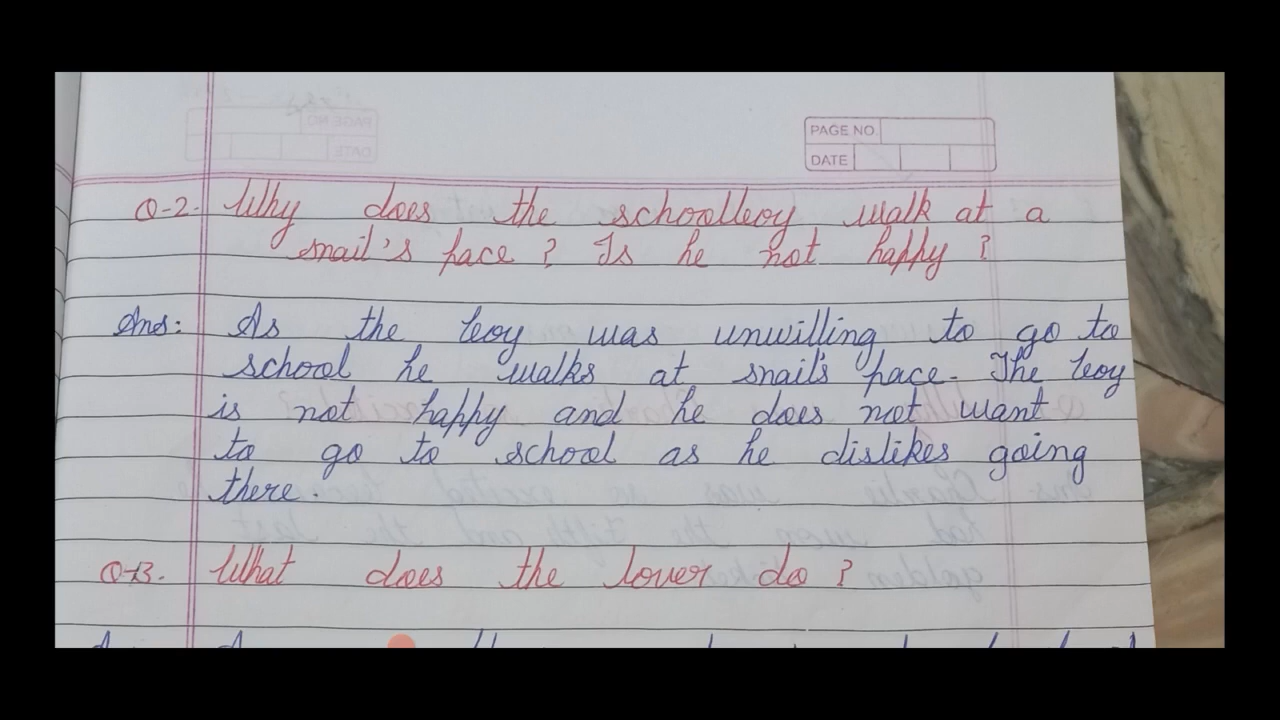 PAGE NO.
DATE
Q-2. Why does the schoolboy walk at a
snail's pace? Is he not happy?
Ans: As the boy was unwilling to go to
school he walks at snail's pace. The boy
is not happy and he does not want
to go to school as he dislikes going
there.
Q-3. What does the lover do?